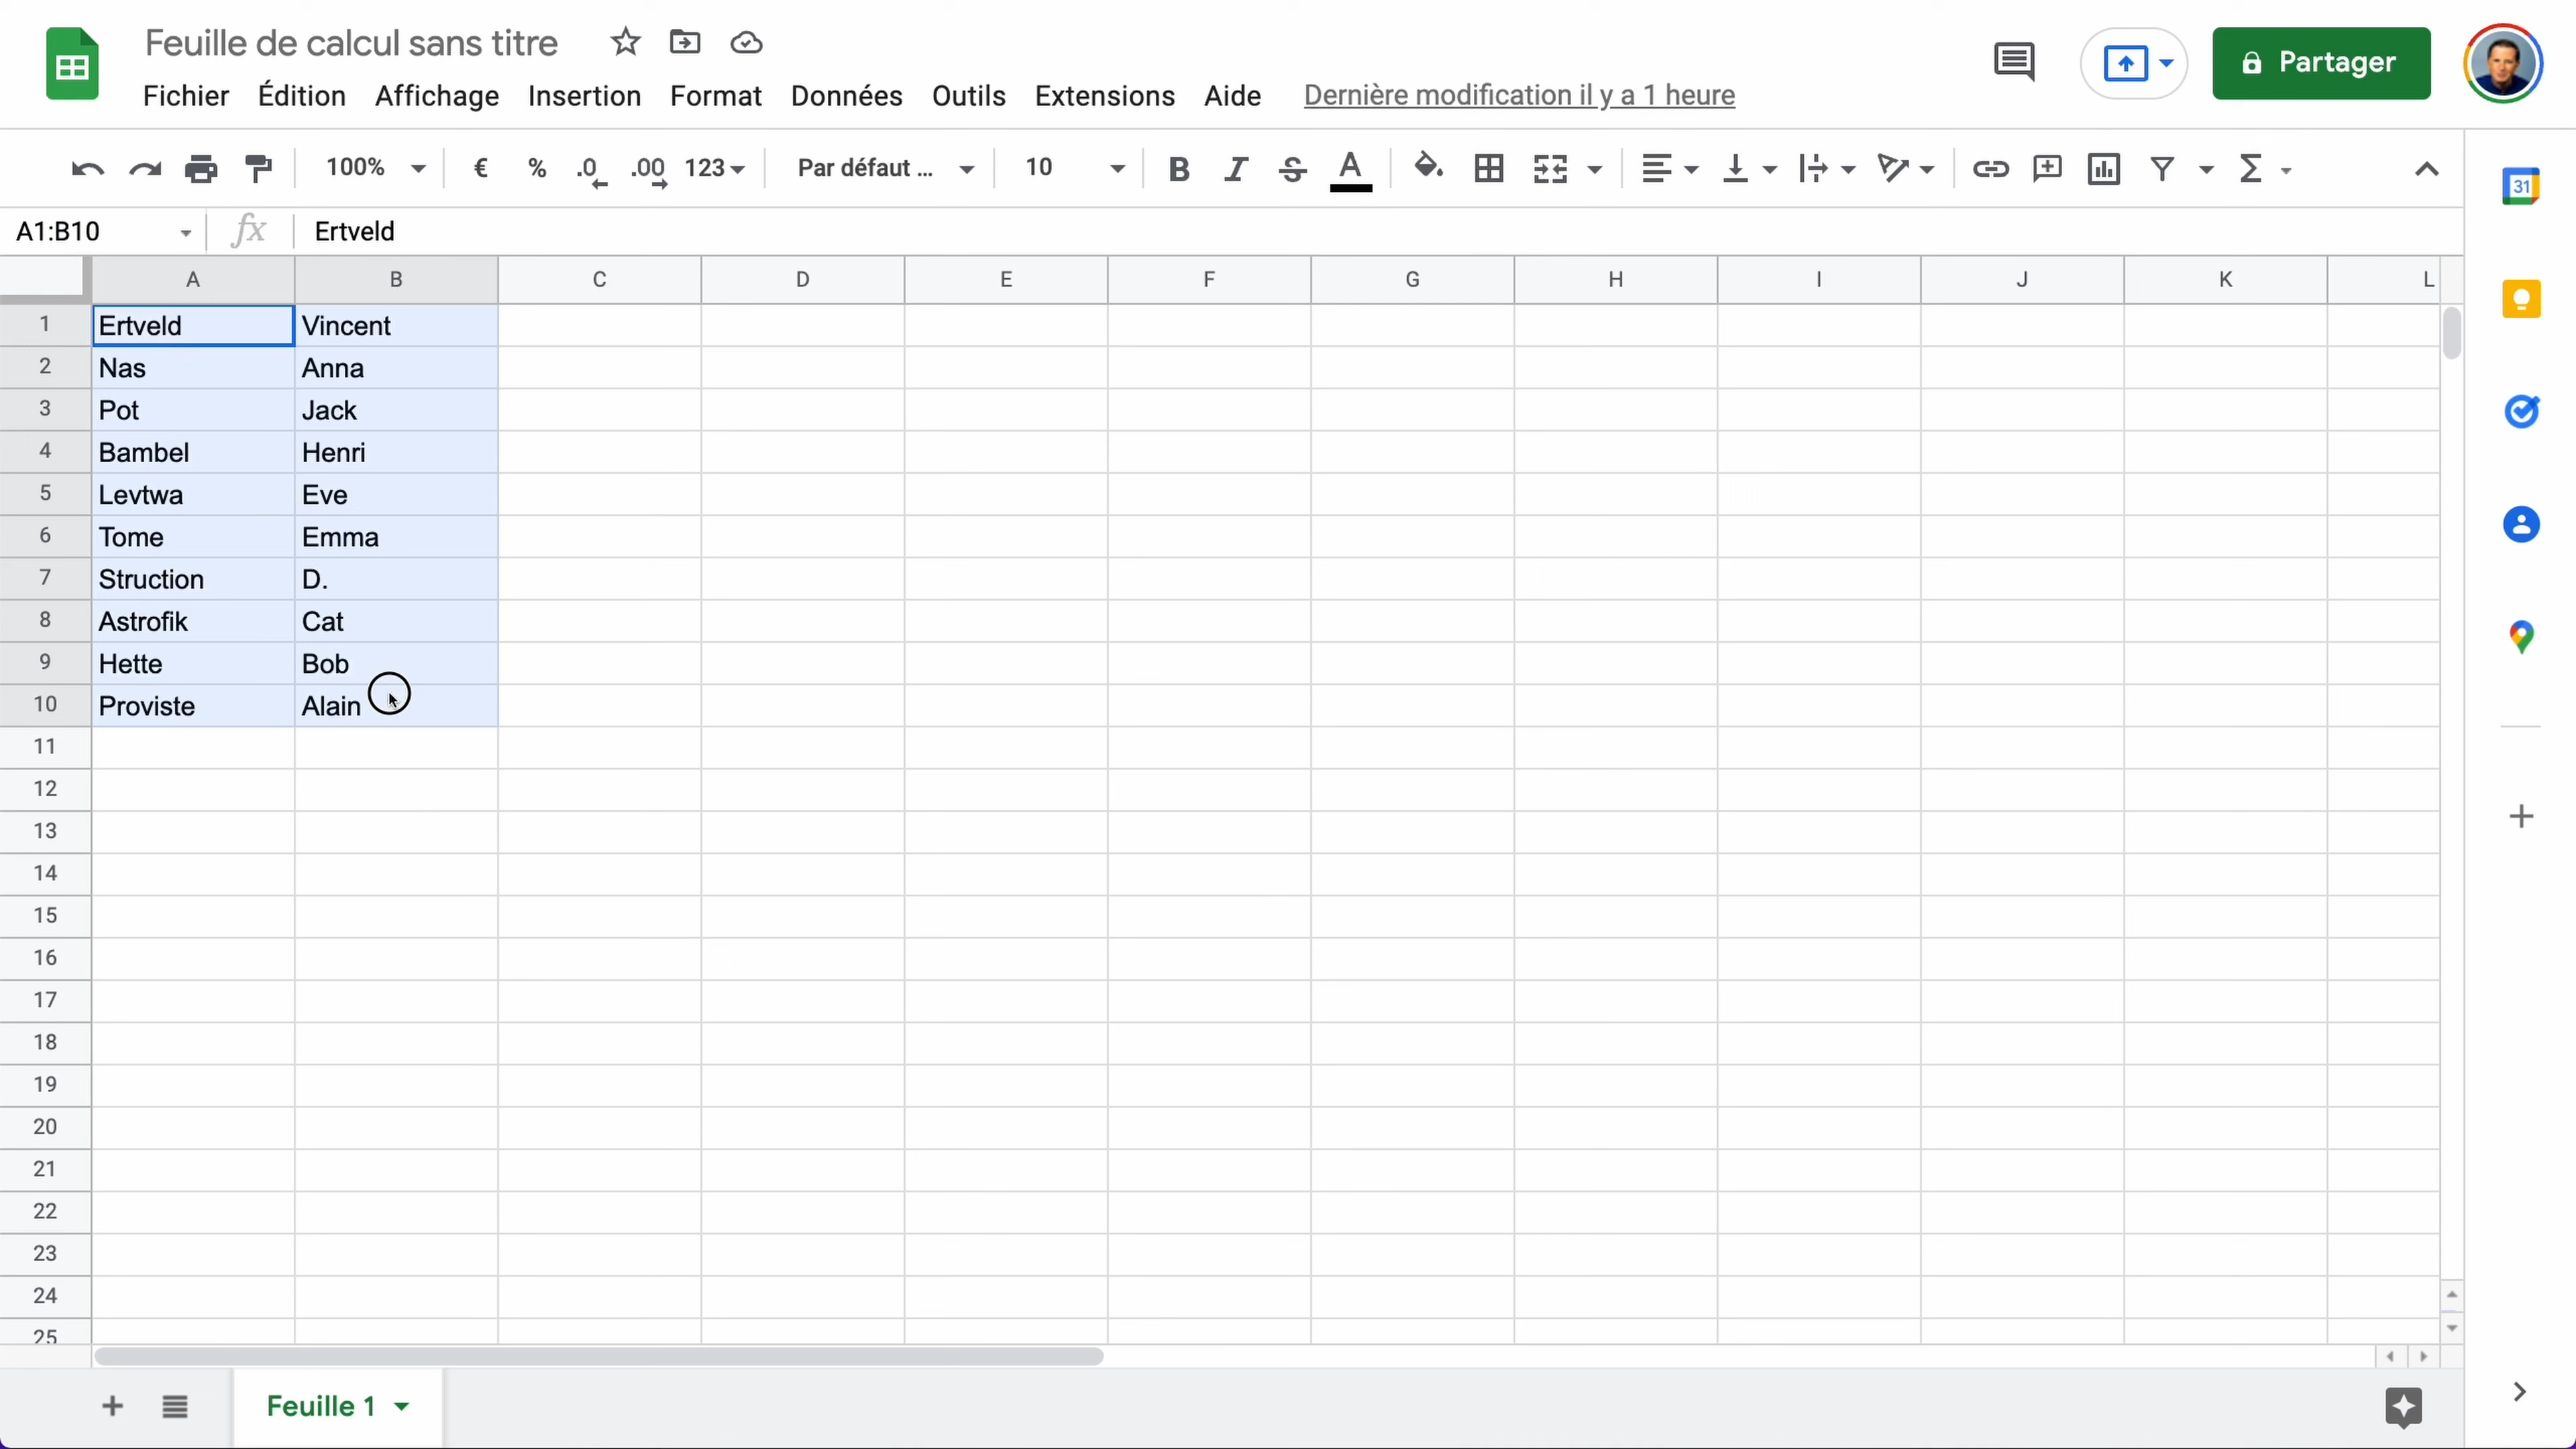 Feuille de calcul sans titre
Fichier Édition Affichage Insertion Format Données Outils Extensions Aide Dernière modification il y a 1 heure
Partager
100% € % .0 .00 123 Par défaut ... 10 B I S A Σ
31
A1:B10 fx Ertveld
A B C D E F G H I J K L
1 Ertveld Vincent
2 Nas Anna
3 Pot Jack
4 Bambel Henri
5 Levtwa Eve
6 Tome Emma
7 Struction D.
8 Astrofik Cat
9 Hette Bob
10 Proviste Alain
11
12
13
14
15
16
17
18
19
20
21
22
23
24
25
Feuille 1